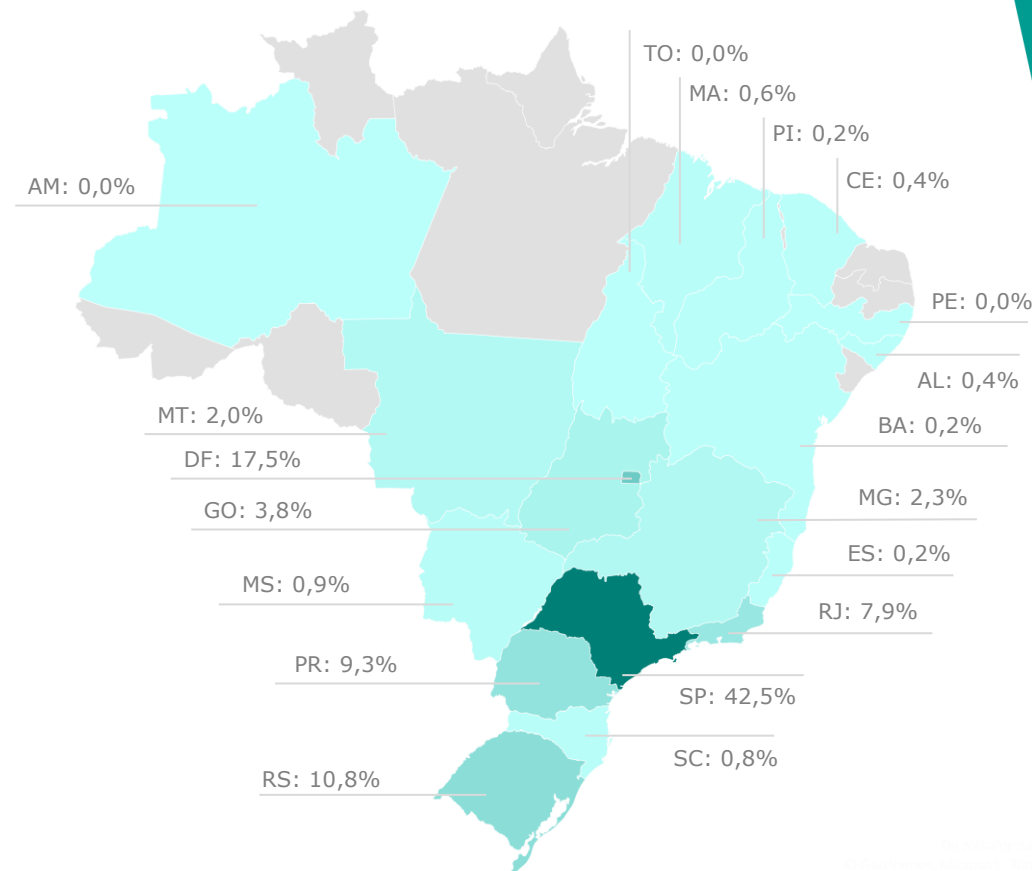 TO: 0,0%
MA: 0,6%
PI: 0,2%
CE: 0,4%
AM: 0,0%
PE: 0,0%
AL: 0,4%
MT: 2,0%
BA: 0,2%
DF: 17,5%
MG: 2,3%
GO: 3,8%
ES: 0,2%
MS: 0,9%
RJ: 7,9%
PR: 9,3%
SP: 42,5%
SC: 0,8%
RS: 10,8%